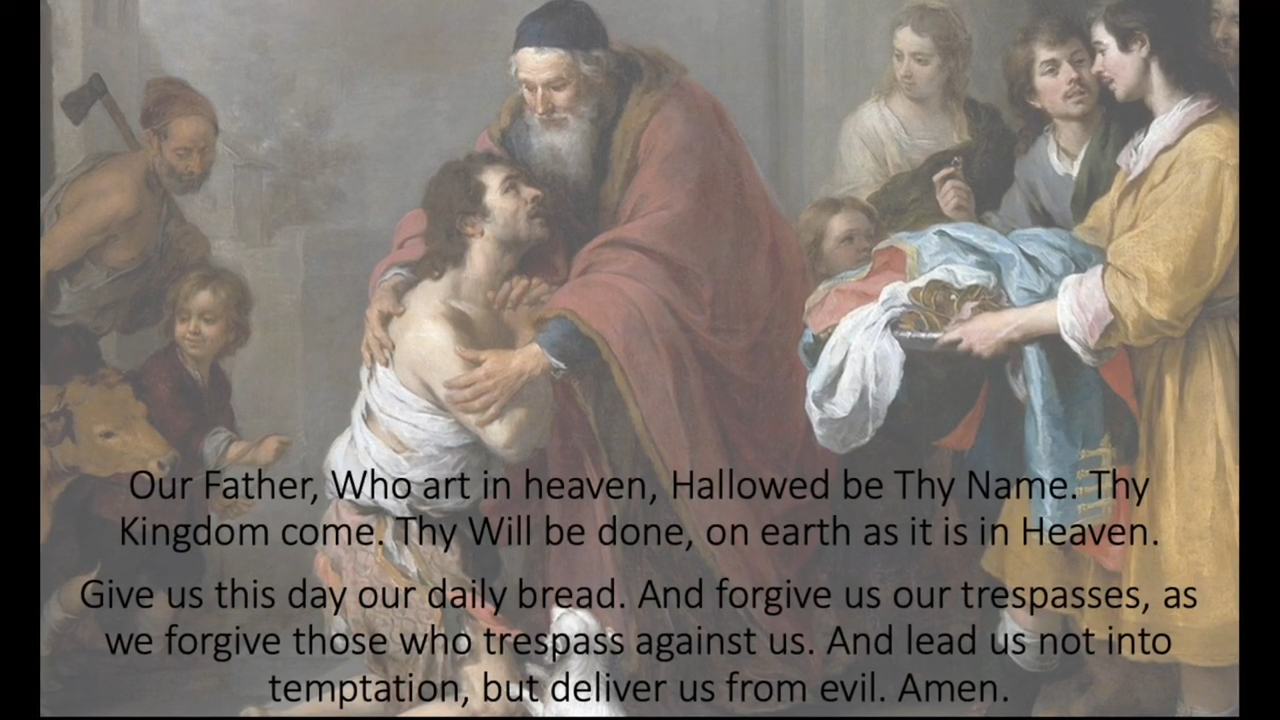 Our Father, Who art in heaven, Hallowed be Thy Name. Thy
Kingdom come. Thy Will be done, on earth as it is in Heaven.
Give us this day our daily bread. And forgive us our trespasses, as
we forgive those who trespass against us. And lead us not into
temptation, but deliver us from evil. Amen.